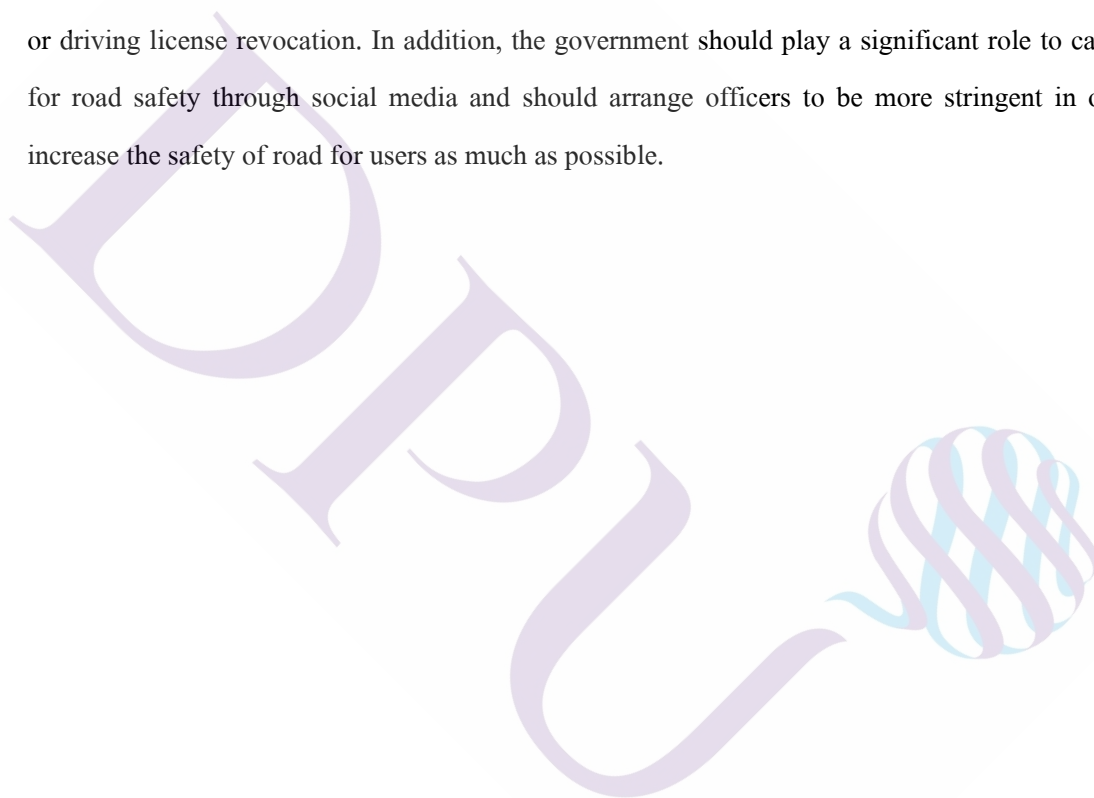 or driving license revocation. In addition, the government should play a significant role to ca
for road safety through social media and should arrange officers to be more stringent in o
increase the safety of road for users as much as possible.
DPU